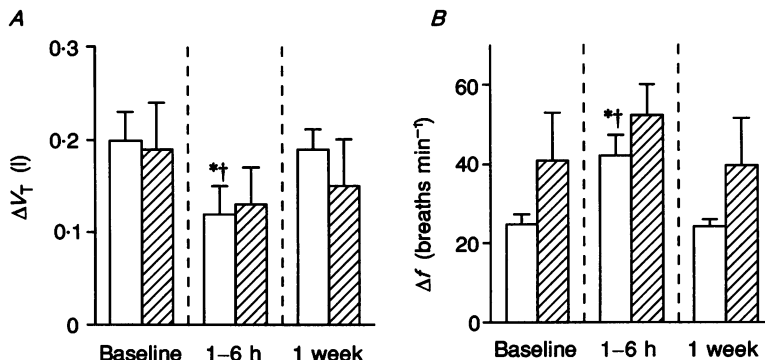 A
0·3
0·2
0·1
0
ΔV_T (l)
*†
Baseline 1–6 h 1 week
B
60
40
20
0
Δf (breaths min⁻¹)
*†
Baseline 1–6 h 1 week